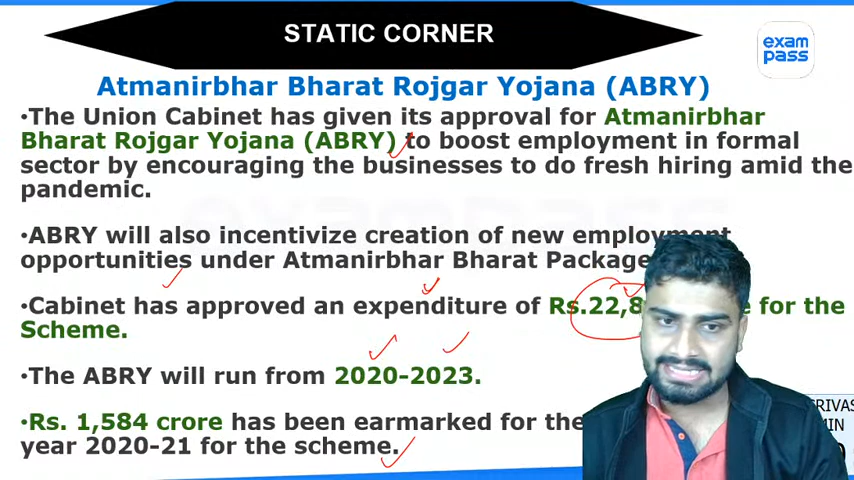 STATIC CORNER
exam
pass
Atmanirbhar Bharat Rojgar Yojana (ABRY)
•The Union Cabinet has given its approval for Atmanirbhar
Bharat Rojgar Yojana (ABRY) to boost employment in formal
sector by encouraging the businesses to do fresh hiring amid the
pandemic.
•ABRY will also incentivize creation of new employment
opportunities under Atmanirbhar Bharat Package
•Cabinet has approved an expenditure of Rs.22,8 for the
Scheme.
•The ABRY will run from 2020-2023.
•Rs. 1,584 crore has been earmarked for the
year 2020-21 for the scheme.